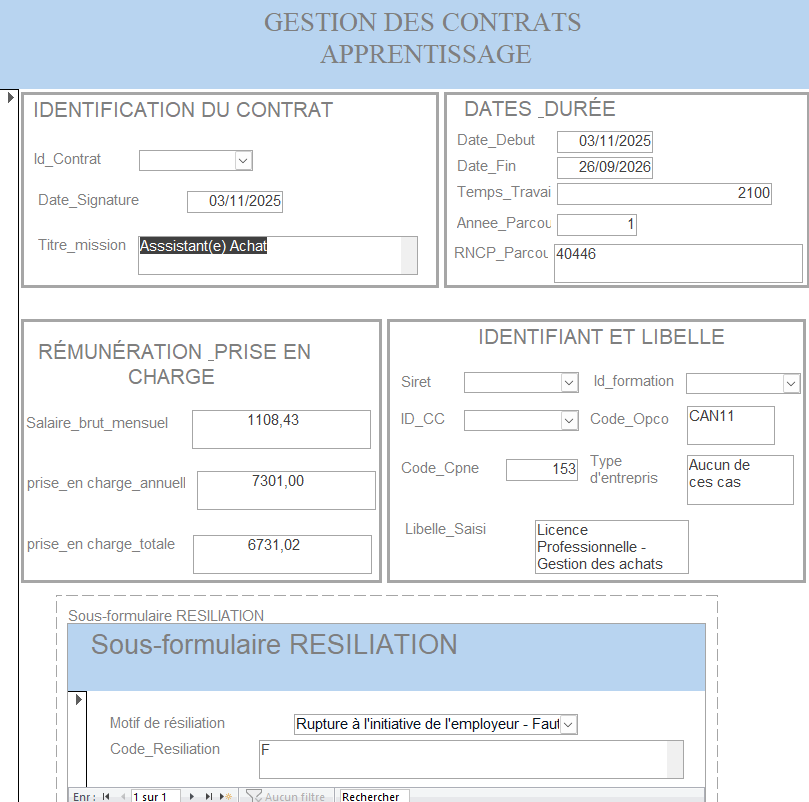 GESTION DES CONTRATS
APPRENTISSAGE
IDENTIFICATION DU CONTRAT
Id_Contrat
Date_Signature 03/11/2025
Titre_mission Asssistant(e) Achat
DATES _DURÉE
Date_Debut 03/11/2025
Date_Fin 26/09/2026
Temps_Travai 2100
Annee_Parcou 1
RNCP_Parcou 40446
RÉMUNÉRATION _PRISE EN
CHARGE
Salaire_brut_mensuel 1108,43
prise_en charge_annuell 7301,00
prise_en charge_totale 6731,02
IDENTIFIANT ET LIBELLE
Siret Id_formation
ID_CC Code_Opco CAN11
Code_Cpne 153 Type
d'entrepris
Aucun de
ces cas
Libelle_Saisi Licence
Professionnelle -
Gestion des achats
Sous-formulaire RESILIATION
Sous-formulaire RESILIATION
Motif de résiliation Rupture à l'initiative de l'employeur - Faut
Code_Resiliation F
Enr : 1 sur 1 Aucun filtre Rechercher